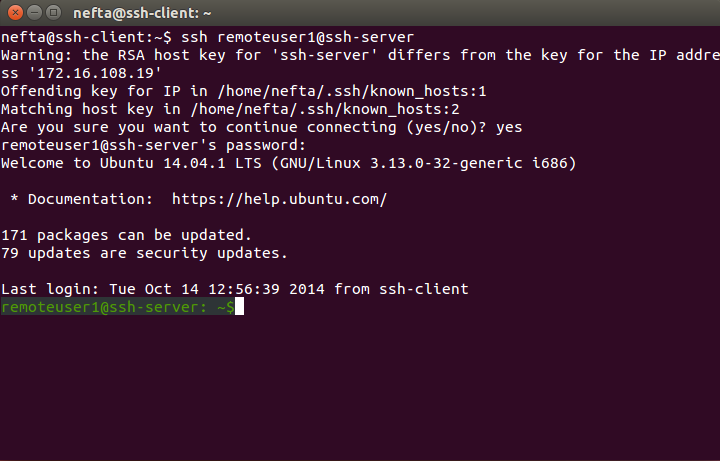 nefta@ssh-client: ~
nefta@ssh-client:~$ ssh remoteuser1@ssh-server
Warning: the RSA host key for 'ssh-server' differs from the key for the IP addre
ss '172.16.108.19'
Offending key for IP in /home/nefta/.ssh/known_hosts:1
Matching host key in /home/nefta/.ssh/known_hosts:2
Are you sure you want to continue connecting (yes/no)? yes
remoteuser1@ssh-server's password:
Welcome to Ubuntu 14.04.1 LTS (GNU/Linux 3.13.0-32-generic i686)
 * Documentation:  https://help.ubuntu.com/
171 packages can be updated.
79 updates are security updates.
Last login: Tue Oct 14 12:56:39 2014 from ssh-client
remoteuser1@ssh-server: ~$